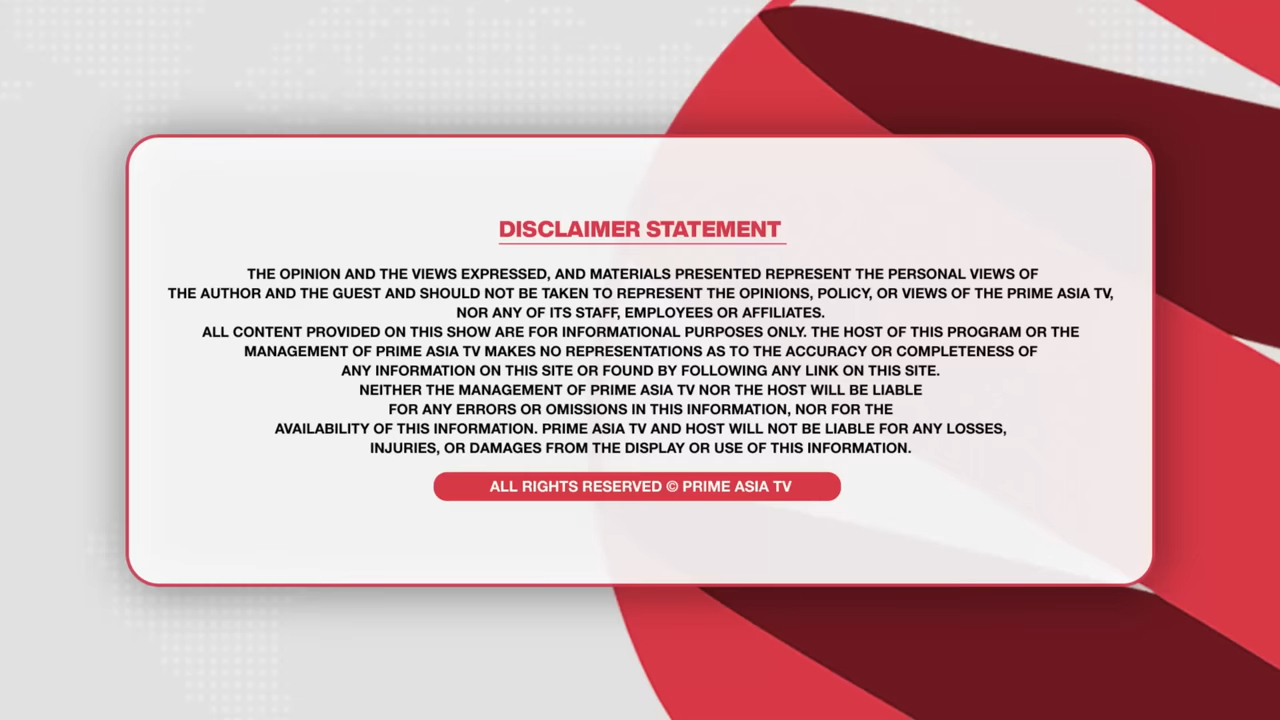 DISCLAIMER STATEMENT
THE OPINION AND THE VIEWS EXPRESSED, AND MATERIALS PRESENTED REPRESENT THE PERSONAL VIEWS OF
THE AUTHOR AND THE GUEST AND SHOULD NOT BE TAKEN TO REPRESENT THE OPINIONS, POLICY, OR VIEWS OF THE PRIME ASIA TV,
NOR ANY OF ITS STAFF, EMPLOYEES OR AFFILIATES.
ALL CONTENT PROVIDED ON THIS SHOW ARE FOR INFORMATIONAL PURPOSES ONLY. THE HOST OF THIS PROGRAM OR THE
MANAGEMENT OF PRIME ASIA TV MAKES NO REPRESENTATIONS AS TO THE ACCURACY OR COMPLETENESS OF
ANY INFORMATION ON THIS SITE OR FOUND BY FOLLOWING ANY LINK ON THIS SITE.
NEITHER THE MANAGEMENT OF PRIME ASIA TV NOR THE HOST WILL BE LIABLE
FOR ANY ERRORS OR OMISSIONS IN THIS INFORMATION, NOR FOR THE
AVAILABILITY OF THIS INFORMATION. PRIME ASIA TV AND HOST WILL NOT BE LIABLE FOR ANY LOSSES,
INJURIES, OR DAMAGES FROM THE DISPLAY OR USE OF THIS INFORMATION.
ALL RIGHTS RESERVED © PRIME ASIA TV